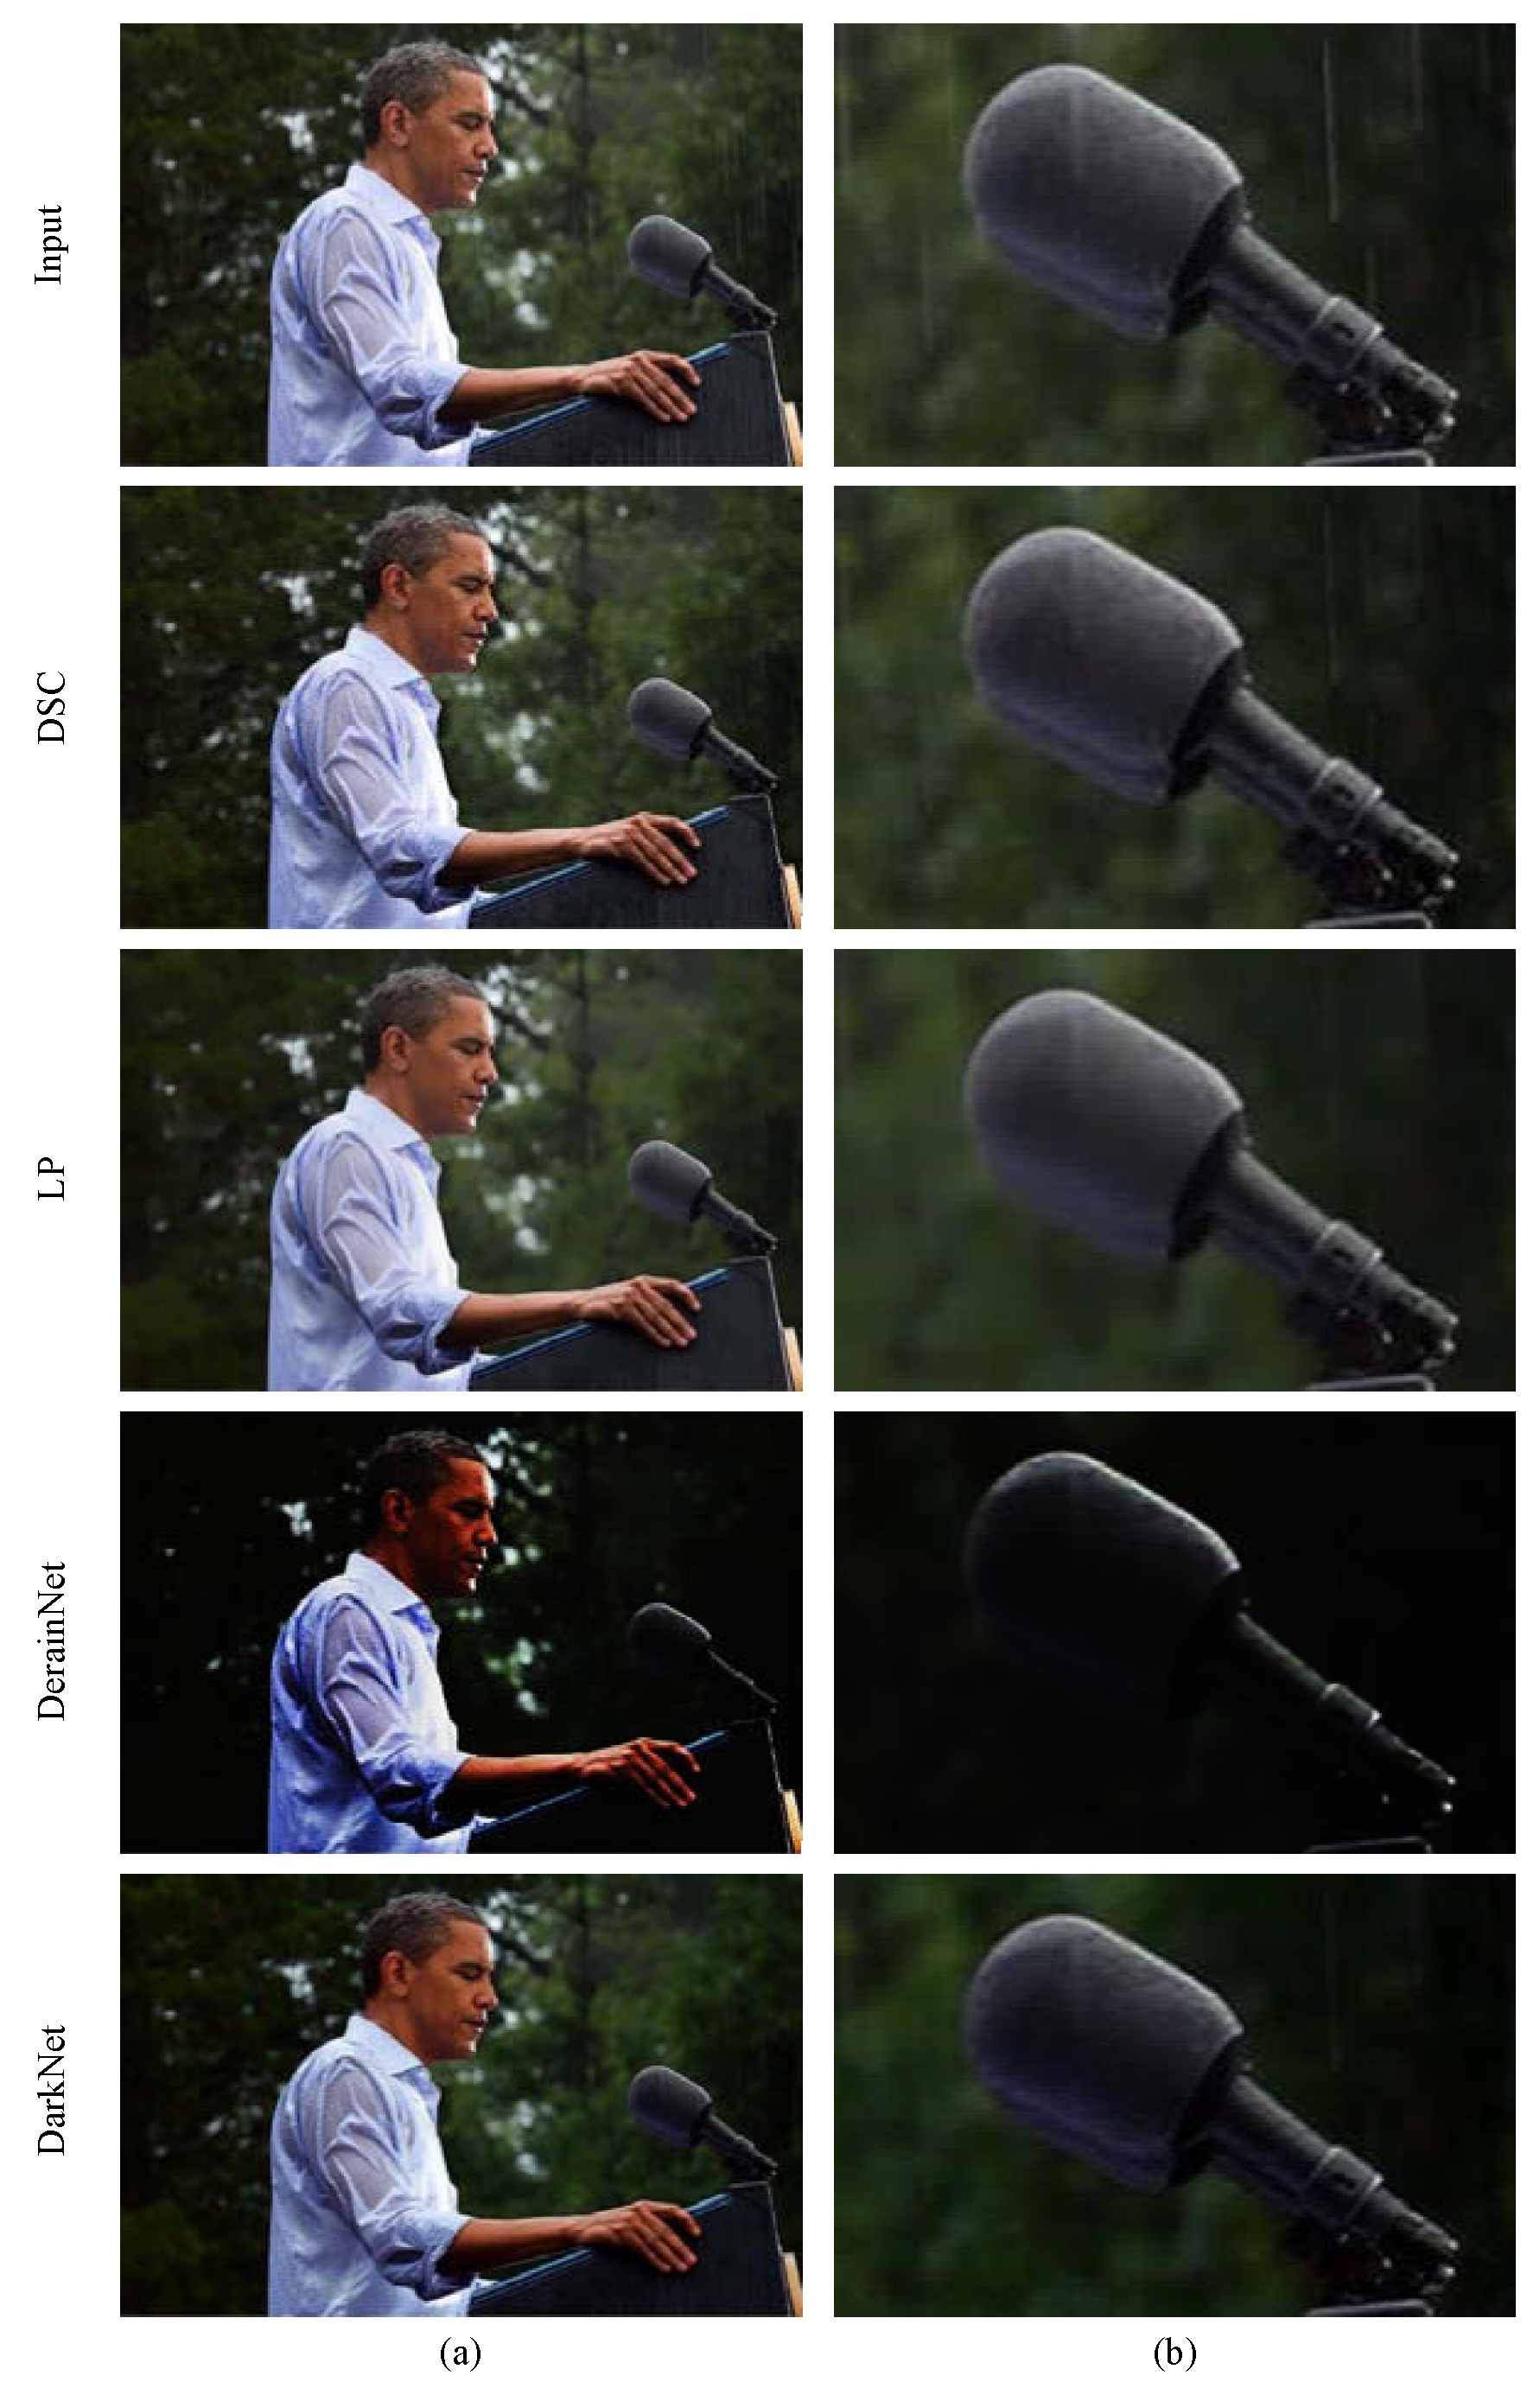 Input
DSC
LP
DerainNet
DarkNet
(a)
(b)